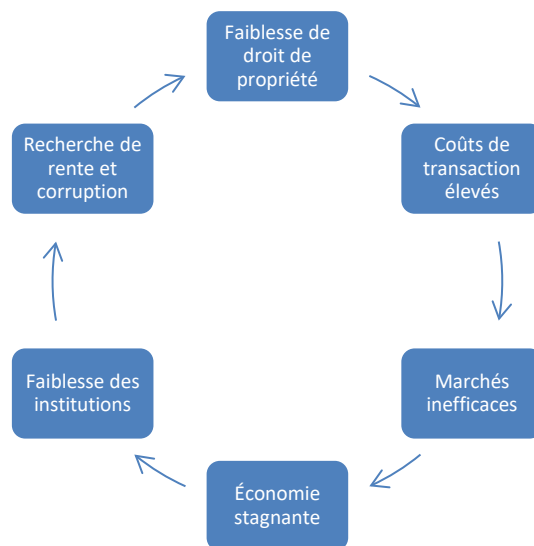 Faiblesse de
droit de
propriété
Coûts de
transaction
élevés
Marchés
inefficaces
Économie
stagnante
Faiblesse des
institutions
Recherche de
rente et
corruption